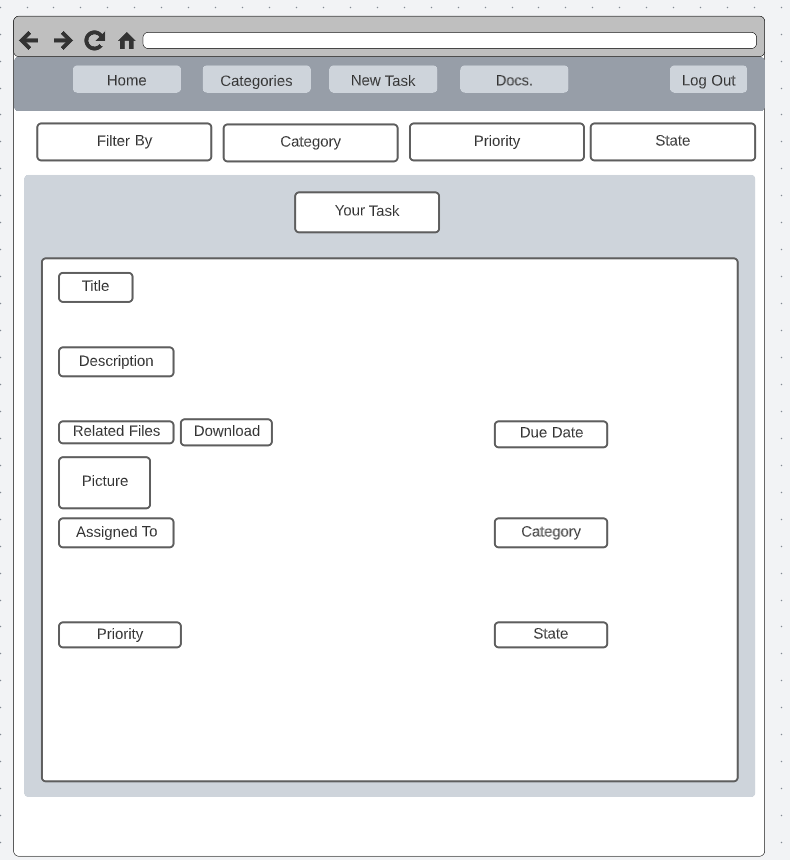 Home
Categories
New Task
Docs.
Log Out
Filter By
Category
Priority
State
Your Task
Title
Description
Related Files
Download
Due Date
Picture
Assigned To
Category
Priority
State